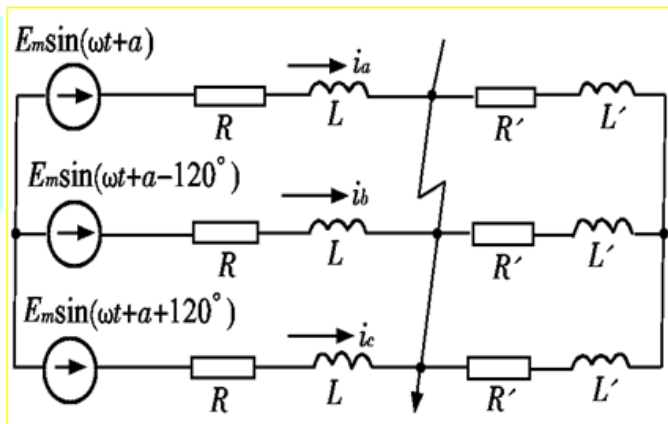 Emsin(ωt+a)
ia
R
L
R′
L′
Emsin(ωt+a−120°)
ib
R
L
R′
L′
Emsin(ωt+a+120°)
ic
R
L
R′
L′